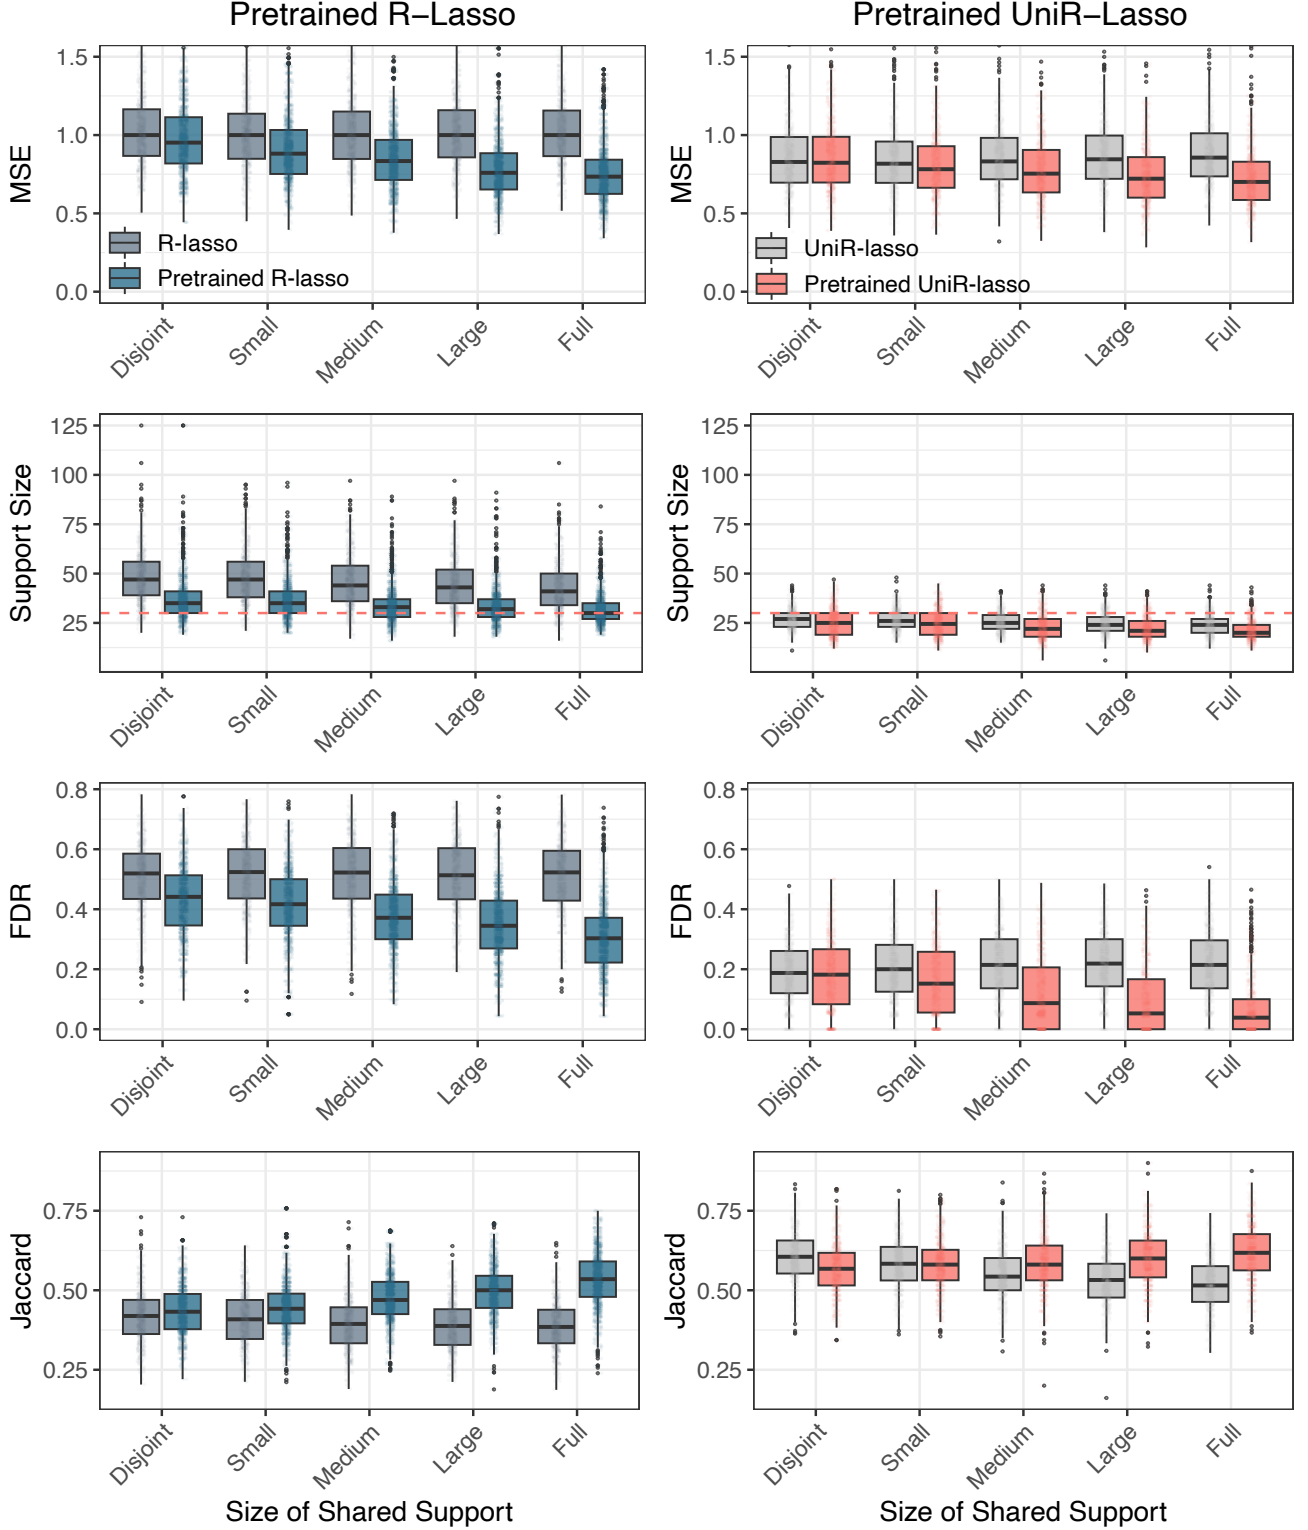 Pretrained R−Lasso
Pretrained UniR−Lasso
MSE
1.5
1.0
0.5
0.0
R-lasso
Pretrained R-lasso
Disjoint
Small
Medium
Large
Full
MSE
1.5
1.0
0.5
0.0
UniR-lasso
Pretrained UniR-lasso
Disjoint
Small
Medium
Large
Full
Support Size
125
100
75
50
25
Disjoint
Small
Medium
Large
Full
Support Size
125
100
75
50
25
Disjoint
Small
Medium
Large
Full
FDR
0.8
0.6
0.4
0.2
0.0
Disjoint
Small
Medium
Large
Full
FDR
0.8
0.6
0.4
0.2
0.0
Disjoint
Small
Medium
Large
Full
Jaccard
0.75
0.50
0.25
Disjoint
Small
Medium
Large
Full
Size of Shared Support
Jaccard
0.75
0.50
0.25
Disjoint
Small
Medium
Large
Full
Size of Shared Support